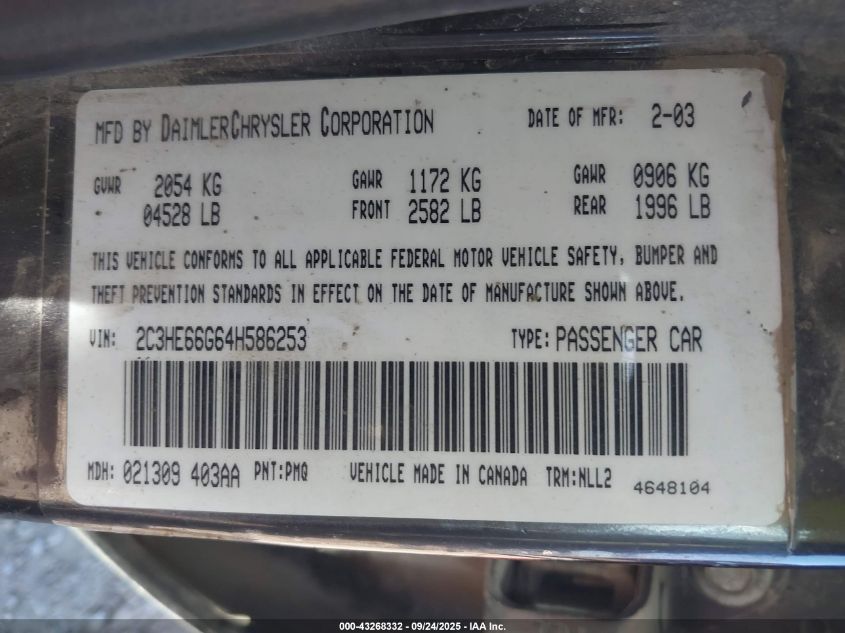 MFD BY DAIMLERCHRYSLER CORPORATION DATE OF MFR: 2-03
GVWR 2054 KG GAWR 1172 KG GAWR 0906 KG
04528 LB FRONT 2582 LB REAR 1996 LB
THIS VEHICLE CONFORMS TO ALL APPLICABLE FEDERAL MOTOR VEHICLE SAFETY, BUMPER AND
THEFT PREVENTION STANDARDS IN EFFECT ON THE DATE OF MANUFACTURE SHOWN ABOVE.
VIN: 2C3HE66G64H586253 TYPE: PASSENGER CAR
MDH: 021309 403AA PNT:PMQ VEHICLE MADE IN CANADA TRM:NLL2 4648104
000-43268332 - 09/24/2025 - IAA Inc.